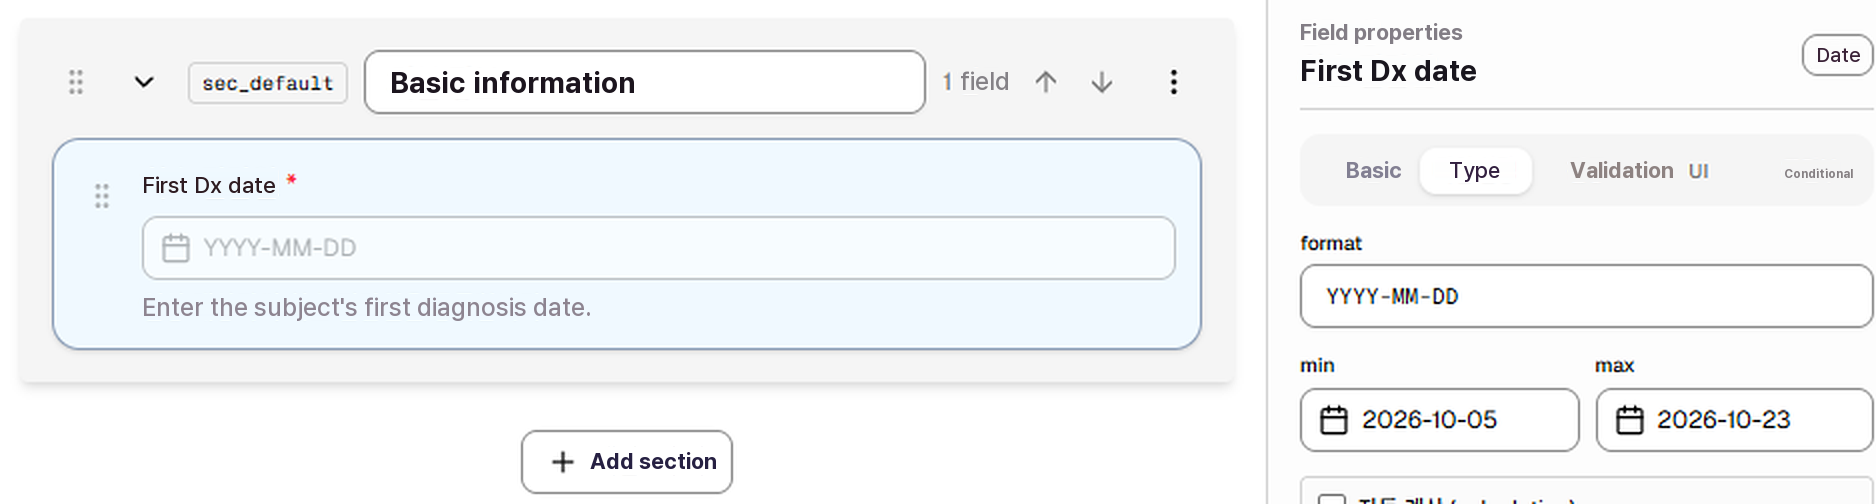 sec_default
Basic information
1 field
First Dx date *
YYYY-MM-DD
Enter the subject's first diagnosis date.
+ Add section
Field properties
First Dx date
Date
Basic
Type
Validation
UI
Conditional
format
YYYY-MM-DD
min
max
2026-10-05
2026-10-23